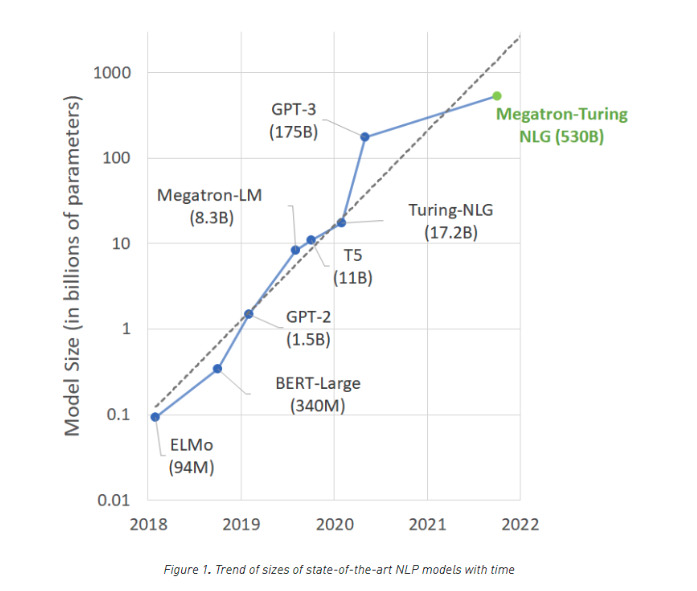 Model Size (in billions of parameters)
1000
100
10
1
0.1
0.01
2018
2019
2020
2021
2022
ELMo
(94M)
BERT-Large
(340M)
GPT-2
(1.5B)
Megatron-LM
(8.3B)
T5
(11B)
Turing-NLG
(17.2B)
GPT-3
(175B)
Megatron-Turing
NLG (530B)
Figure 1. Trend of sizes of state-of-the-art NLP models with time